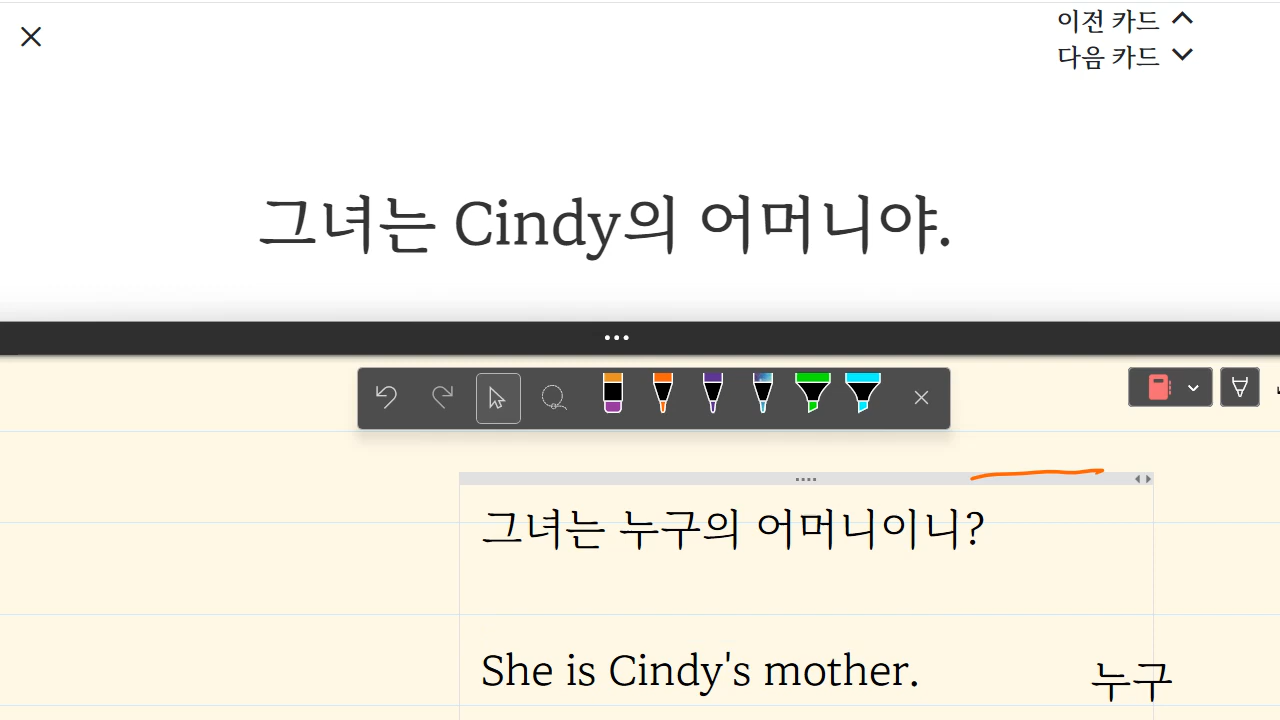 이전 카드
다음 카드
그녀는 Cindy의 어머니야.
그녀는 누구의 어머니이니?
She is Cindy's mother.
누구